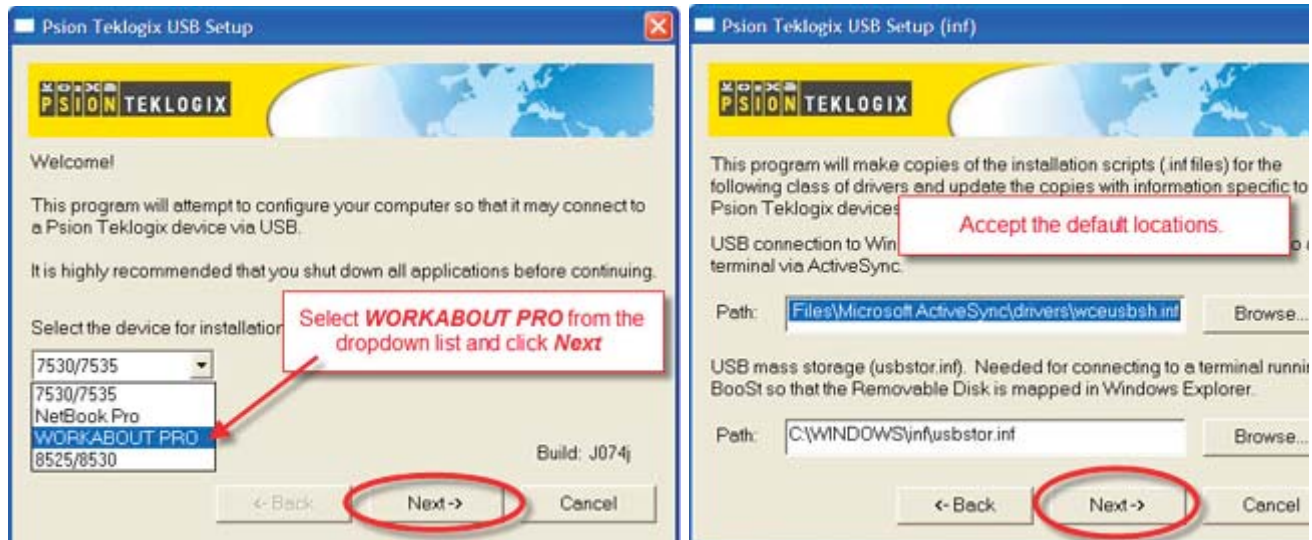 Psion Teklogix USB Setup
PSION TEKLOGIX
Welcome!
This program will attempt to configure your computer so that it may connect to
a Psion Teklogix device via USB.
It is highly recommended that you shut down all applications before continuing.
Select the device for installation
Select WORKABOUT PRO from the
dropdown list and click Next
7530/7535
7530/7535
NetBook Pro
WORKABOUT PRO
8525/8530
Build: J074j
<- Back
Next ->
Cancel
Psion Teklogix USB Setup (inf)
PSION TEKLOGIX
This program will make copies of the installation scripts (.inf files) for the
following class of drivers and update the copies with information specific to
Psion Teklogix devices
Accept the default locations.
USB connection to Win
terminal via ActiveSync.
Path: Files\Microsoft ActiveSync\drivers\wceusbsh.inf Browse...
USB mass storage (usbstor.inf). Needed for connecting to a terminal runnin
BooSt so that the Removable Disk is mapped in Windows Explorer.
Path: C:\WINDOWS\inf\usbstor.inf Browse...
<- Back
Next ->
Cancel